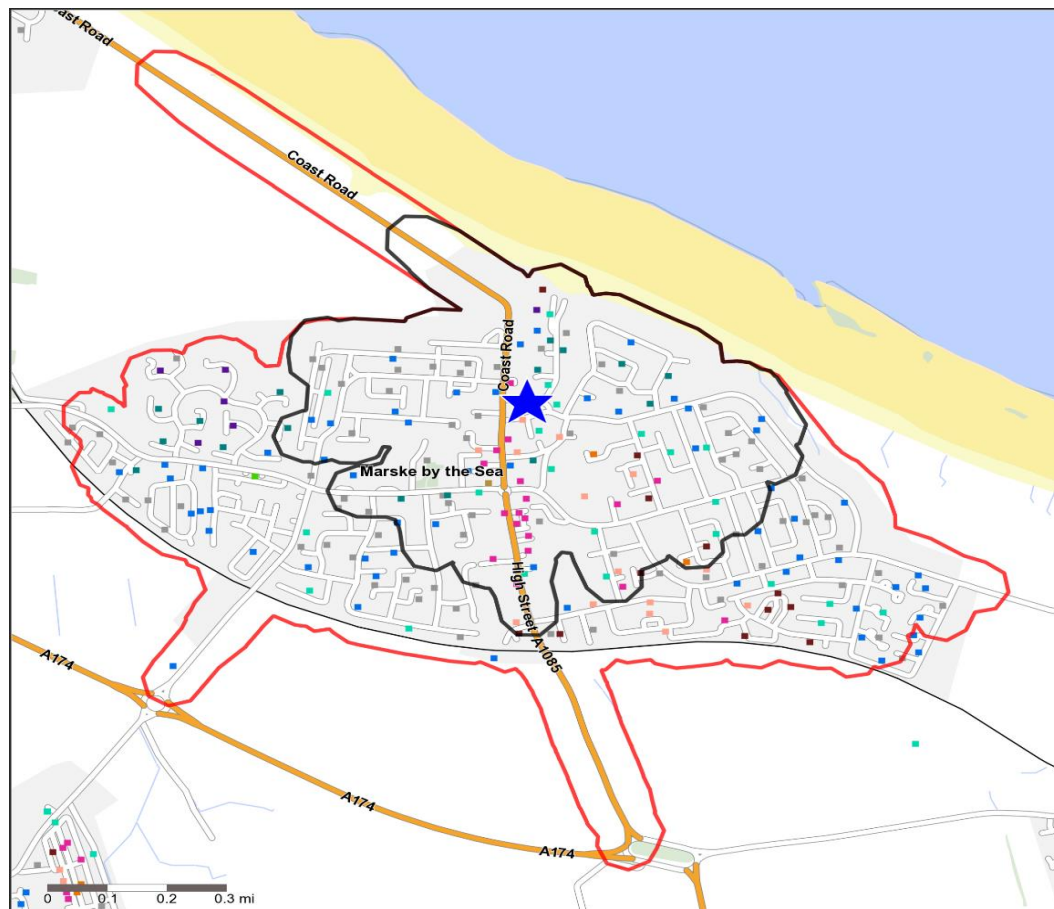 ast Road
Coast Road
Coast Road
Marske by the Sea
High Street
A1085
A174
A174
A174
0 0.1 0.2 0.3 mi